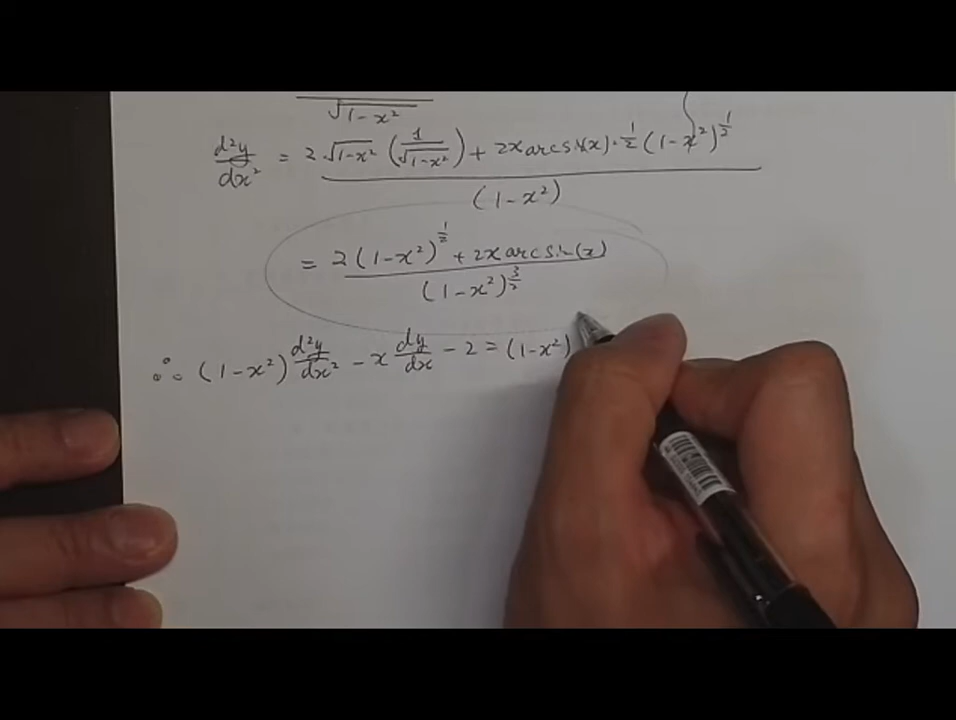 √(1-x²)
d²y/dx² = (2√(1-x²) (1/√(1-x²)) + 2x arcsin(x) · 1/2 (1-x²)^(1/2)) / (1-x²)
= (2(1-x²)^(1/2) + 2x arcsin(x)) / (1-x²)^(3/2)
∴ (1-x²) d²y/dx² - x dy/dx - 2 = (1-x²)